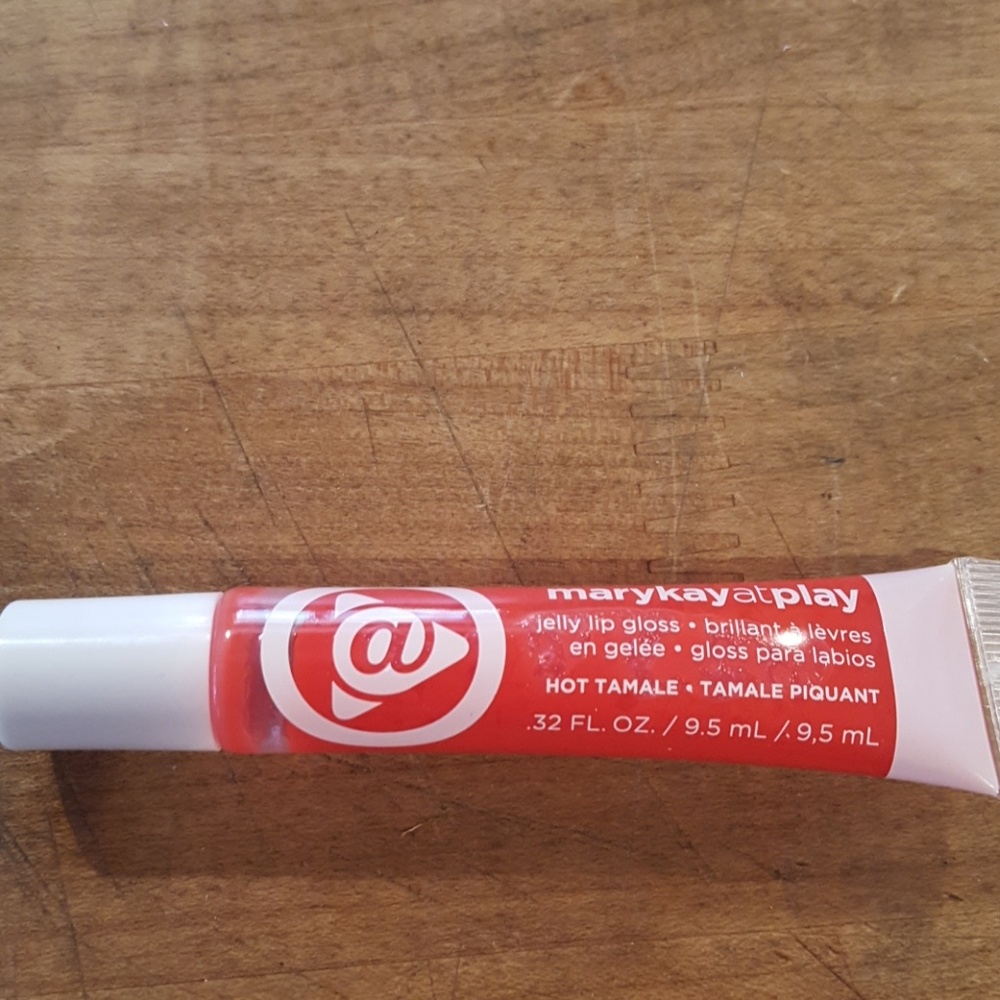 @
marykayatplay
jelly lip gloss • brillant à lèvres
en gelée • gloss para labios
HOT TAMALE • TAMALE PIQUANT
.32 FL. OZ. / 9.5 mL / 9,5 mL